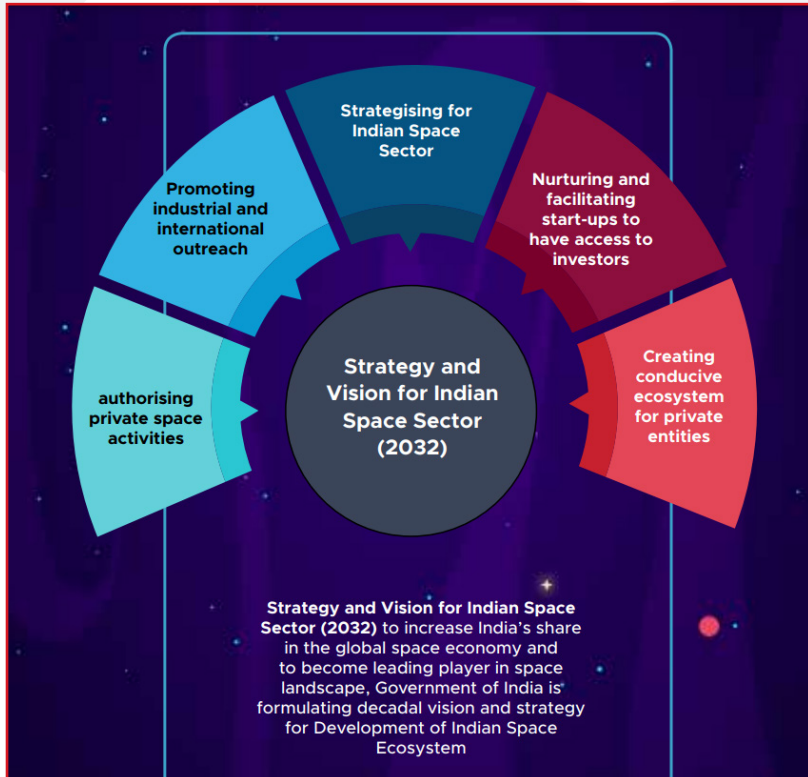 Strategising for
Indian Space
Sector
Promoting
industrial and
international
outreach
Nurturing and
facilitating
start-ups to
have access to
investors
authorising
private space
activities
Strategy and
Vision for Indian
Space Sector
(2032)
Creating
conducive
ecosystem
for private
entities
Strategy and Vision for Indian Space
Sector (2032) to increase India's share
in the global space economy and
to become leading player in space
landscape, Government of India is
formulating decadal vision and strategy
for Development of Indian Space
Ecosystem